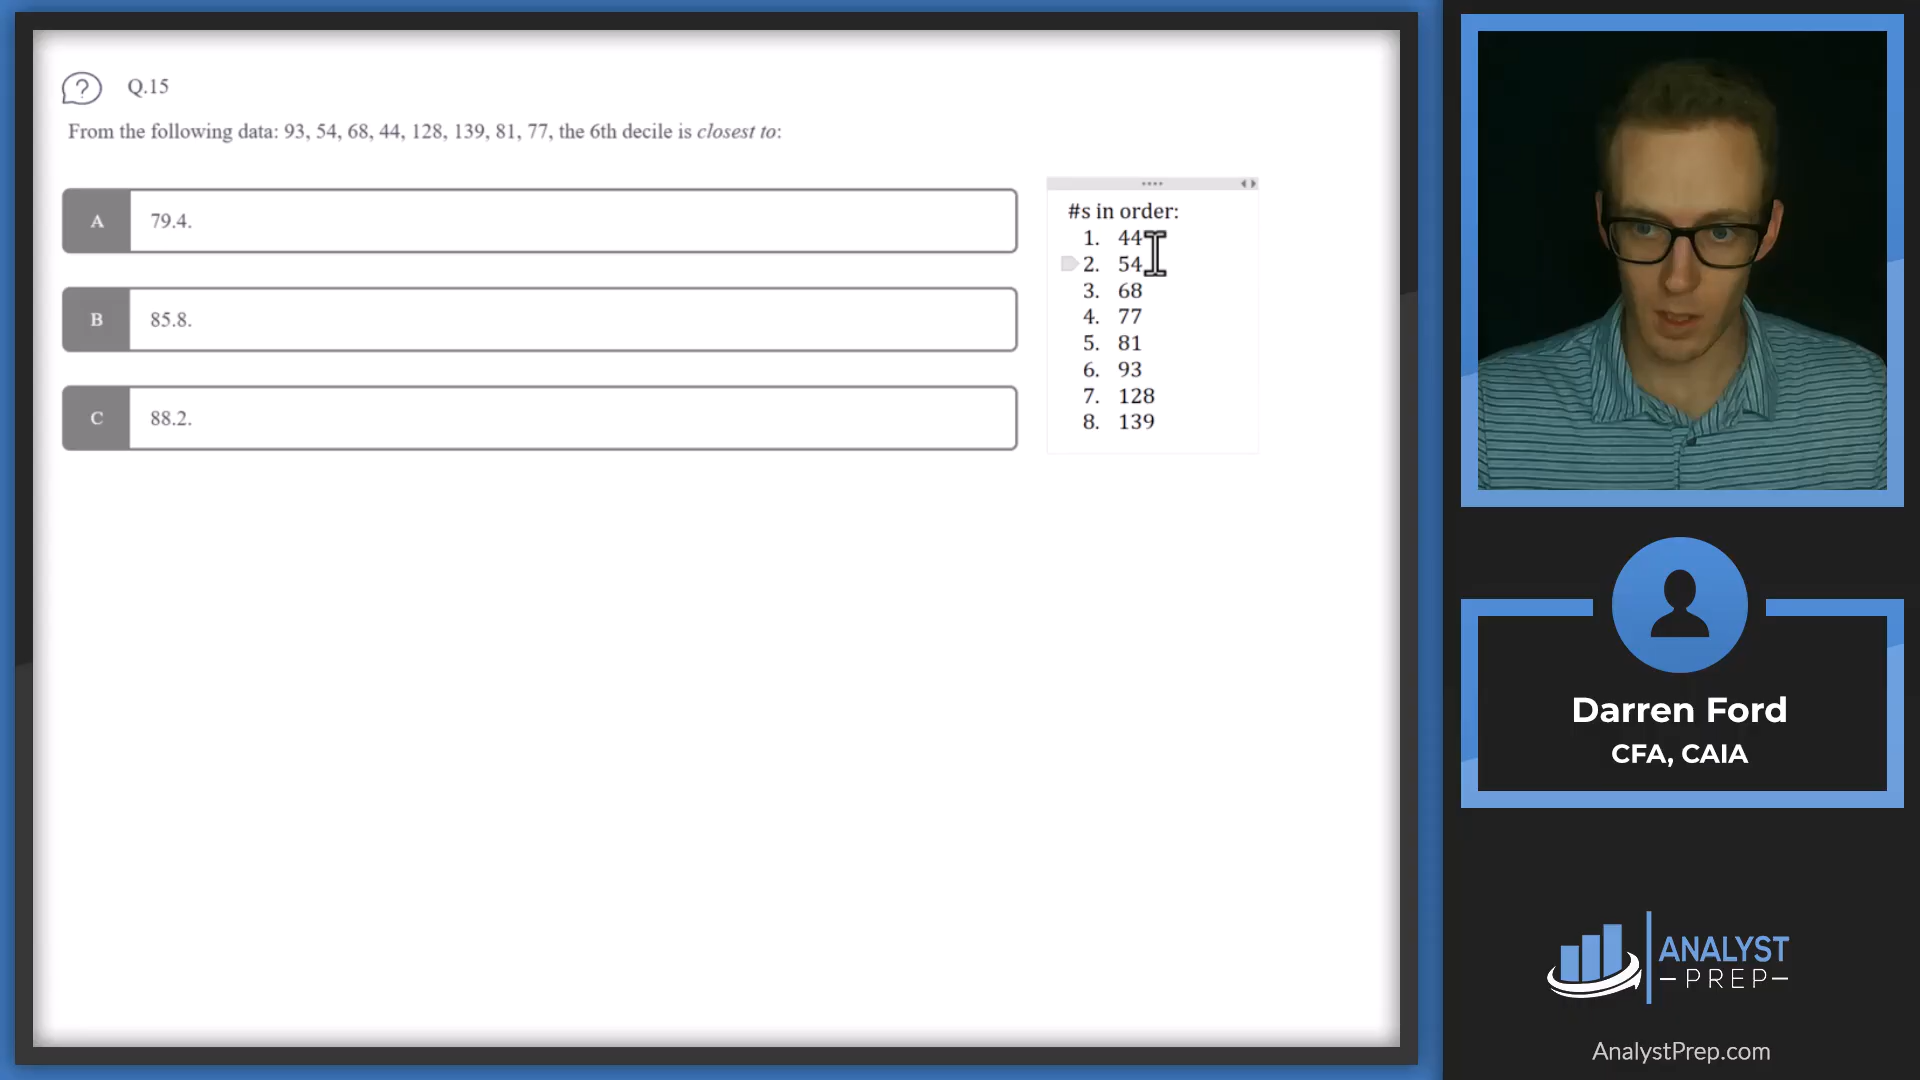 ? Q.15
From the following data: 93, 54, 68, 44, 128, 139, 81, 77, the 6th decile is closest to:
A 79.4.
B 85.8.
C 88.2.
#s in order:
1. 44
2. 54
3. 68
4. 77
5. 81
6. 93
7. 128
8. 139
Darren Ford
CFA, CAIA
ANALYST
PREP
AnalystPrep.com